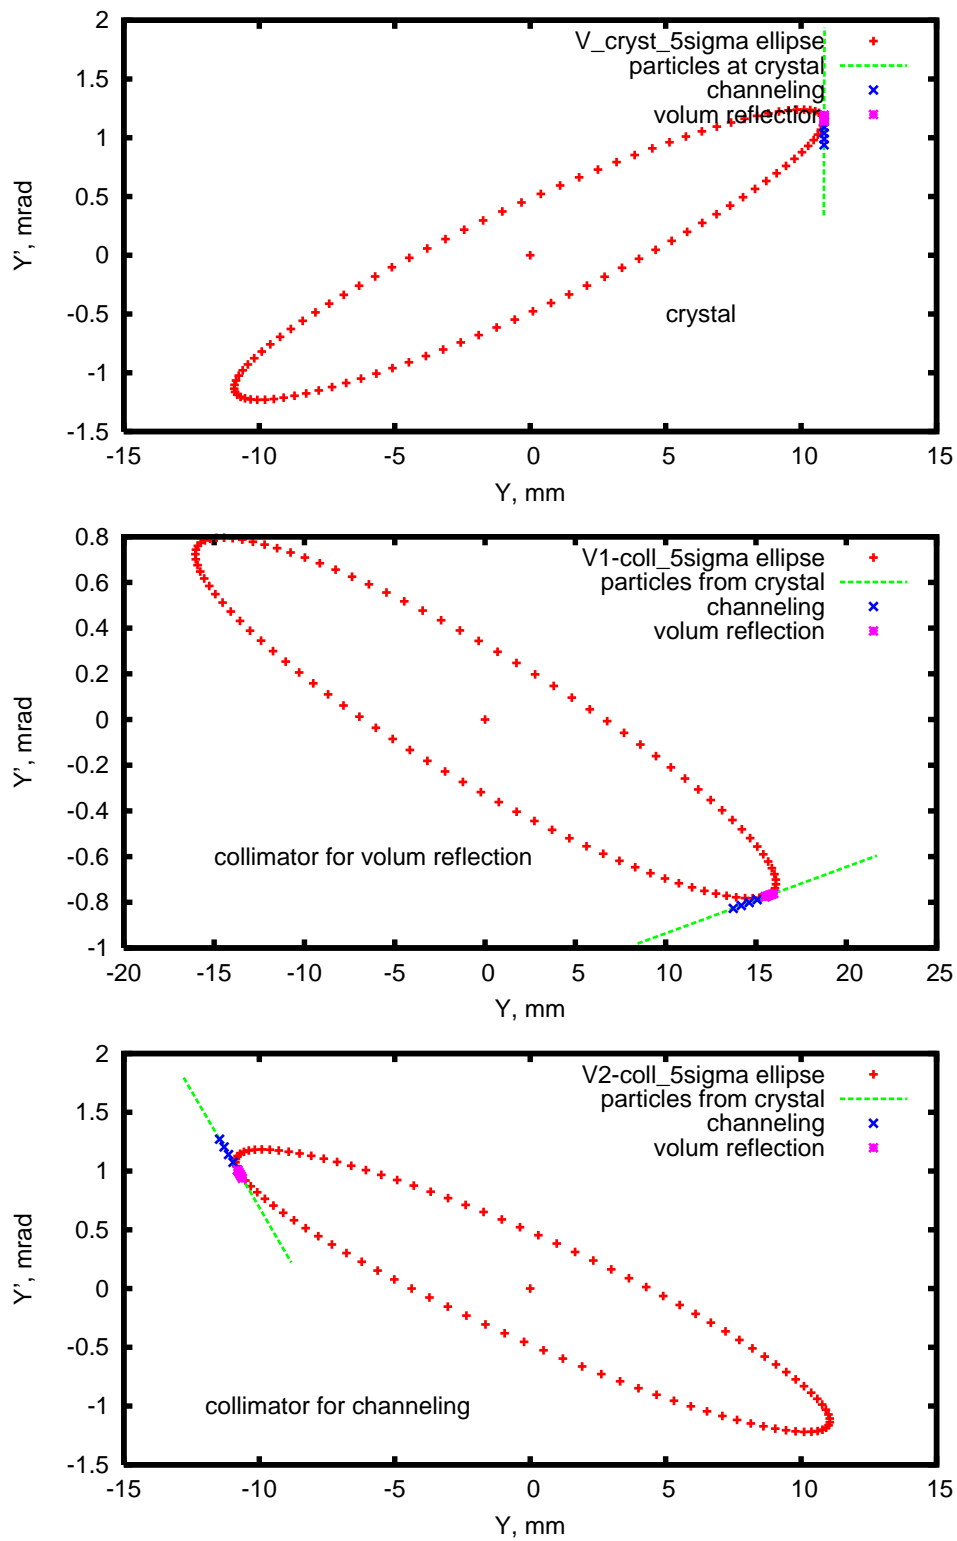 2
1.5
1
0.5
0
-0.5
-1
-1.5
Y', mrad
V_cryst_5sigma ellipse
particles at crystal
channeling
volum reflection
crystal
-15 -10 -5 0 5 10 15
Y, mm
0.8
0.6
0.4
0.2
0
-0.2
-0.4
-0.6
-0.8
-1
Y', mrad
V1-coll_5sigma ellipse
particles from crystal
channeling
volum reflection
collimator for volum reflection
-20 -15 -10 -5 0 5 10 15 20 25
Y, mm
2
1.5
1
0.5
0
-0.5
-1
-1.5
Y', mrad
V2-coll_5sigma ellipse
particles from crystal
channeling
volum reflection
collimator for channeling
-15 -10 -5 0 5 10 15
Y, mm